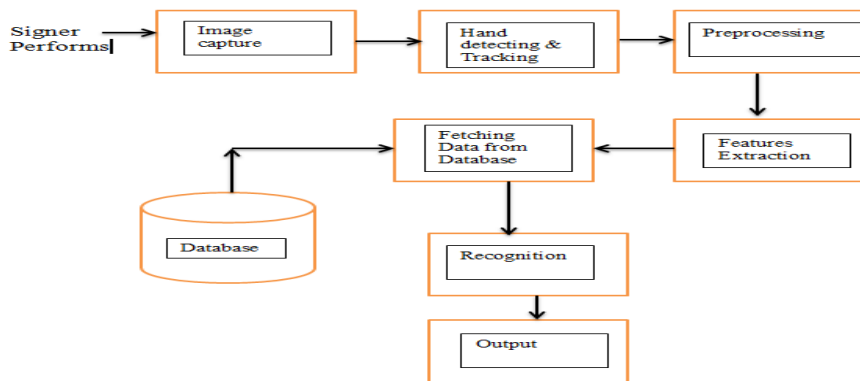 Signer
Performs
Image
capture
Hand
detecting &
Tracking
Preprocessing
Fetching
Data from
Database
Features
Extraction
Database
Recognition
Output